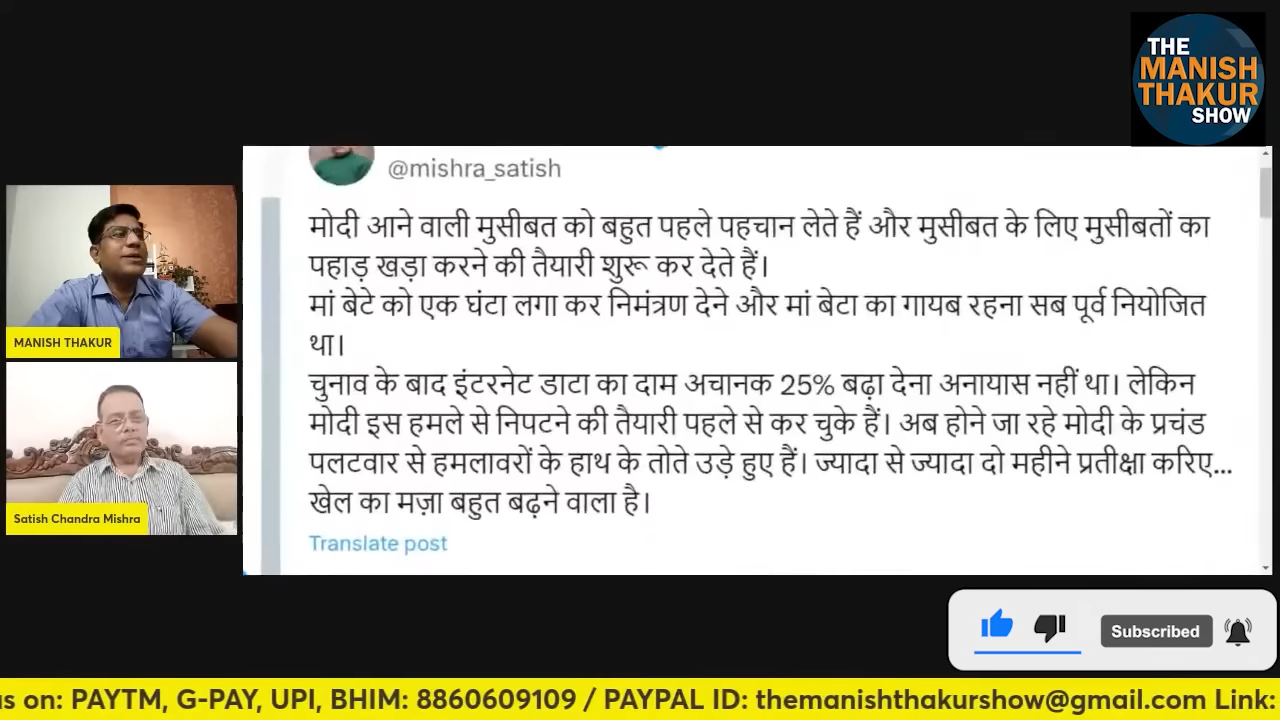 THE
MANISH
THAKUR
SHOW
@mishra_satish
मोदी आने वाली मुसीबत को बहुत पहले पहचान लेते हैं और मुसीबत के लिए मुसीबतों का
पहाड़ खड़ा करने की तैयारी शुरू कर देते हैं।
मां बेटे को एक घंटा लगा कर निमंत्रण देने और मां बेटा का गायब रहना सब पूर्व नियोजित
था।
चुनाव के बाद इंटरनेट डाटा का दाम अचानक 25% बढ़ा देना अनायास नहीं था। लेकिन
मोदी इस हमले से निपटने की तैयारी पहले से कर चुके हैं। अब होने जा रहे मोदी के प्रचंड
पलटवार से हमलावरों के हाथ के तोते उड़े हुए हैं। ज्यादा से ज्यादा दो महीने प्रतीक्षा करिए...
खेल का मज़ा बहुत बढ़ने वाला है।
Translate post
MANISH THAKUR
Satish Chandra Mishra
Subscribed
on: PAYTM, G-PAY, UPI, BHIM: 8860609109 / PAYPAL ID: themanishthakurshow@gmail.com Link: